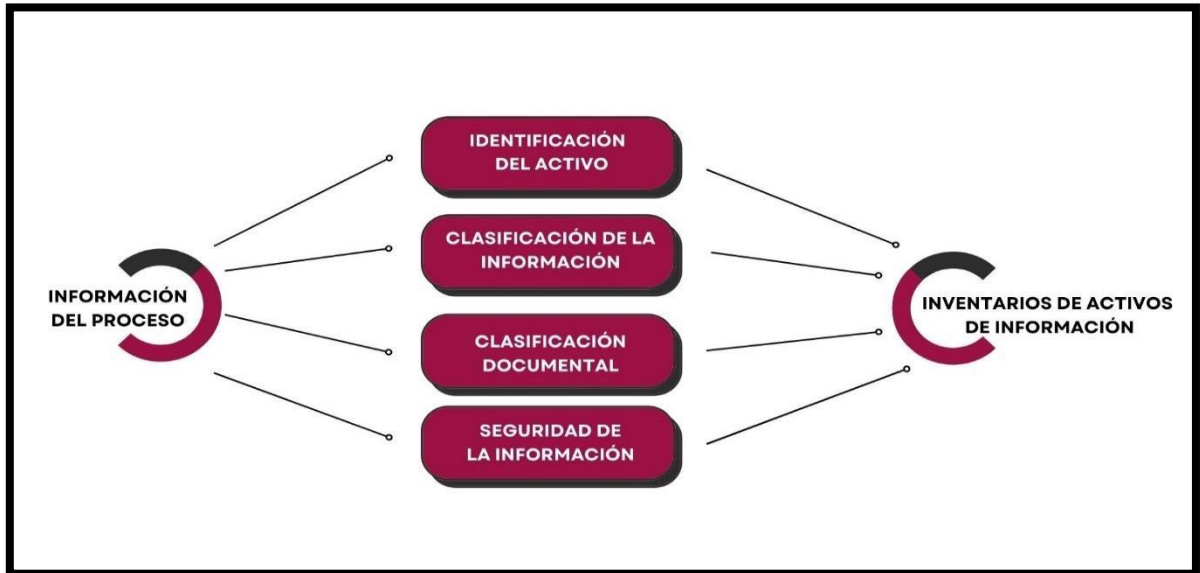 INFORMACIÓN
DEL PROCESO
IDENTIFICACIÓN
DEL ACTIVO
CLASIFICACIÓN DE LA
INFORMACIÓN
CLASIFICACIÓN
DOCUMENTAL
SEGURIDAD DE
LA INFORMACIÓN
INVENTARIOS DE ACTIVOS
DE INFORMACIÓN